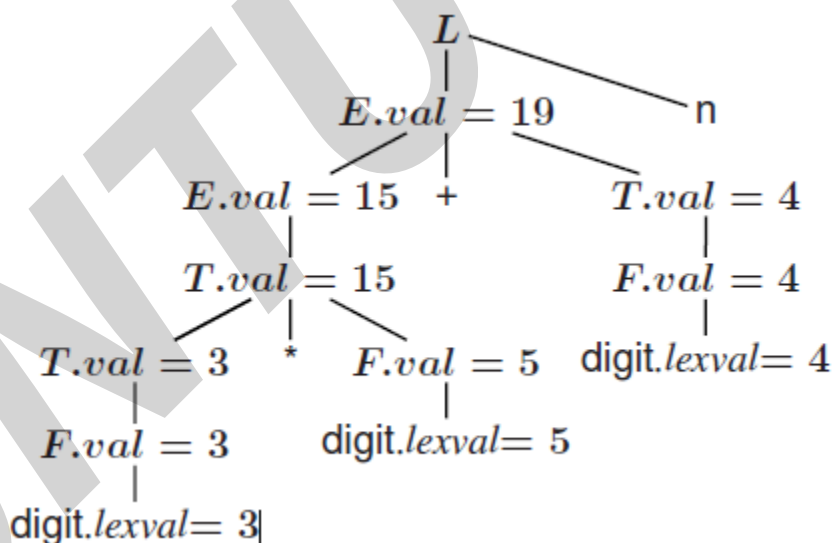 L
E.val = 19 n
E.val = 15 + T.val = 4
T.val = 15 F.val = 4
T.val = 3 * F.val = 5 digit.lexval= 4
F.val = 3 digit.lexval= 5
digit.lexval= 3
NTU